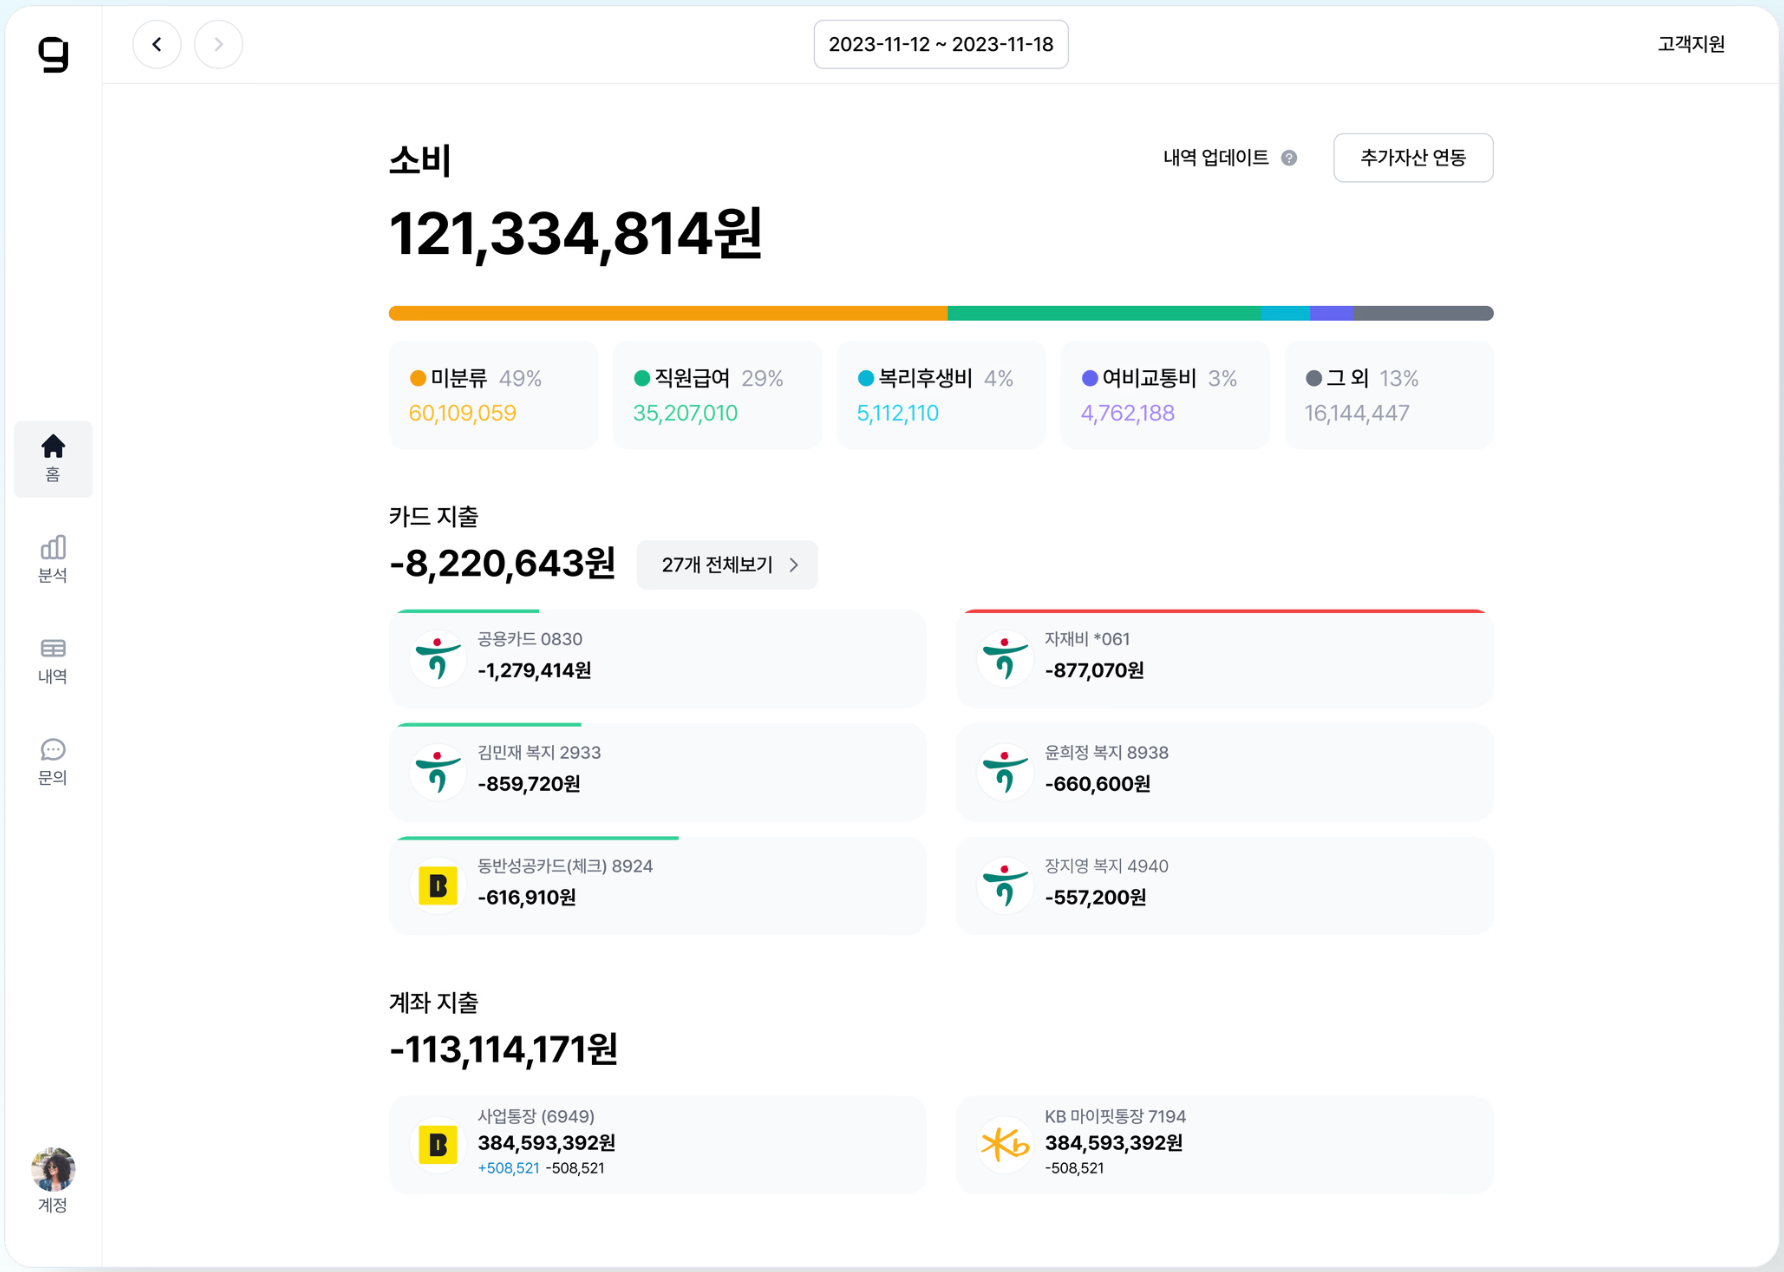 g
2023-11-12 ~ 2023-11-18
고객지원
홈
분석
내역
문의
계정
소비
내역 업데이트 ?
추가자산 연동
121,334,814원
미분류 49%
60,109,059
직원급여 29%
35,207,010
복리후생비 4%
5,112,110
여비교통비 3%
4,762,188
그 외 13%
16,144,447
카드 지출
-8,220,643원
27개 전체보기
공용카드 0830
-1,279,414원
자재비 *061
-877,070원
김민재 복지 2933
-859,720원
윤희정 복지 8938
-660,600원
B
동반성공카드(체크) 8924
-616,910원
장지영 복지 4940
-557,200원
계좌 지출
-113,114,171원
B
사업통장 (6949)
384,593,392원
+508,521 -508,521
Kb
KB 마이핏통장 7194
384,593,392원
-508,521